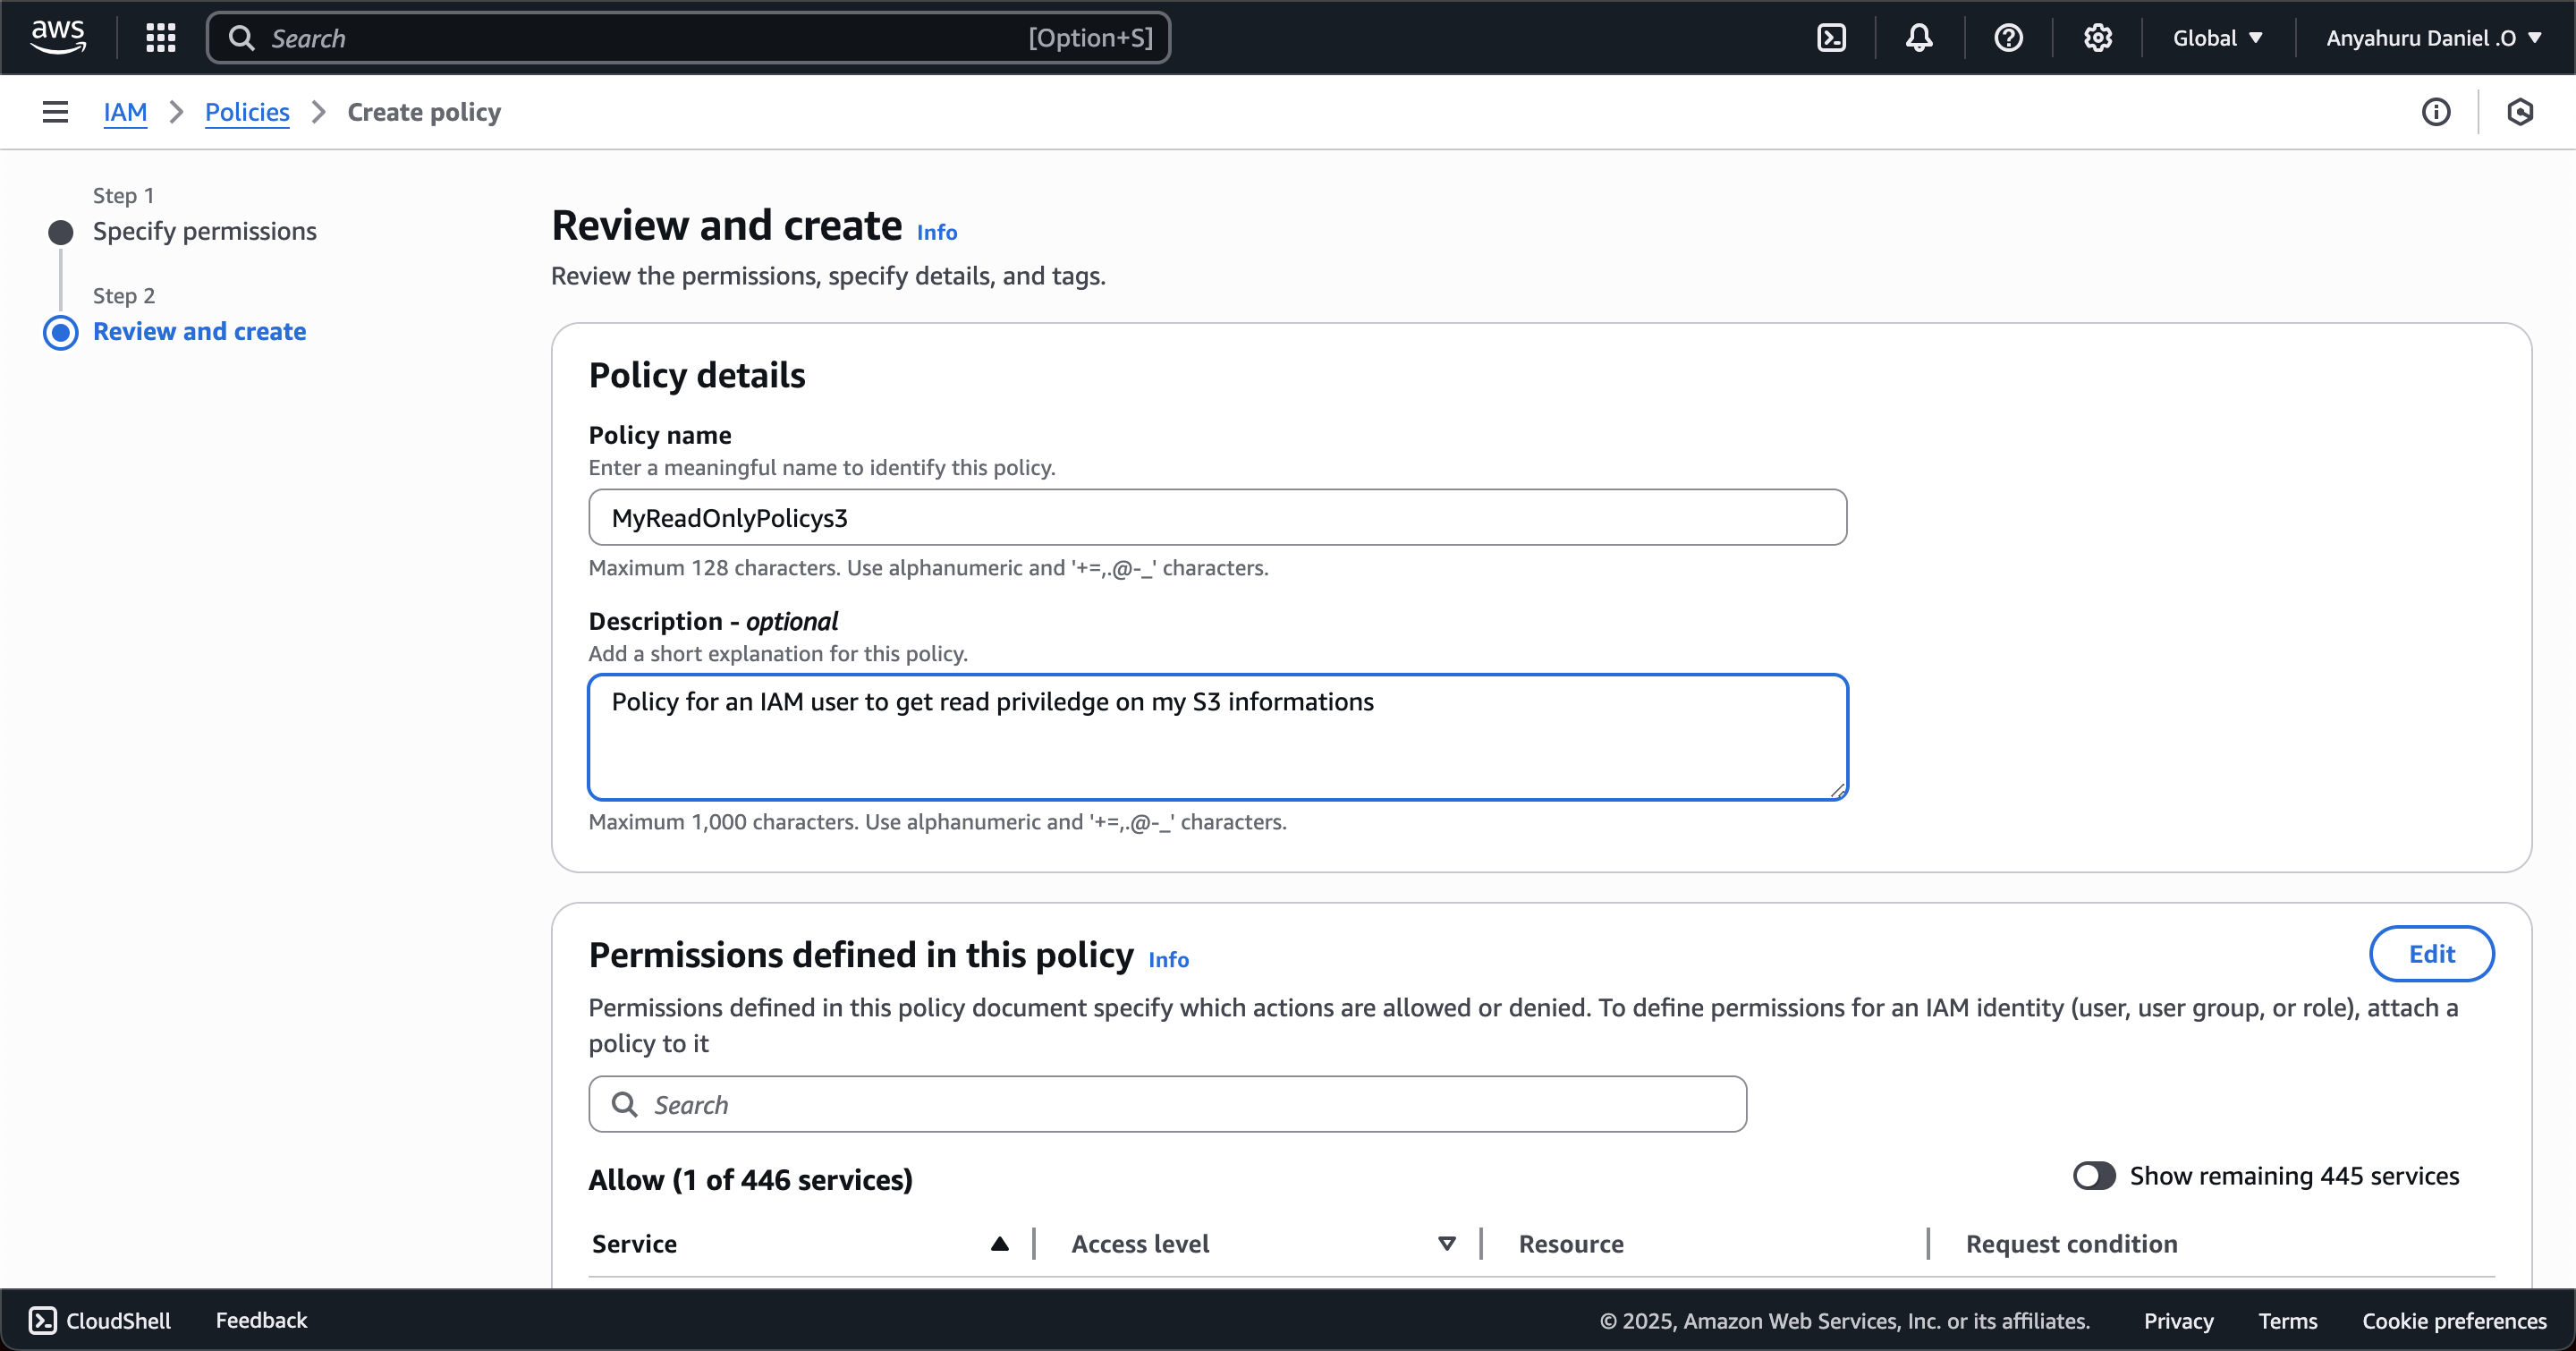 aws
Search
[Option+S]
Global
Anyahuru Daniel .O
IAM
Policies
Create policy
Step 1
Specify permissions
Step 2
Review and create
Review and create Info
Review the permissions, specify details, and tags.
Policy details
Policy name
Enter a meaningful name to identify this policy.
MyReadOnlyPolicys3
Maximum 128 characters. Use alphanumeric and '+=,.@-_' characters.
Description - optional
Add a short explanation for this policy.
Policy for an IAM user to get read priviledge on my S3 informations
Maximum 1,000 characters. Use alphanumeric and '+=,.@-_' characters.
Permissions defined in this policy Info
Edit
Permissions defined in this policy document specify which actions are allowed or denied. To define permissions for an IAM identity (user, user group, or role), attach a
policy to it
Search
Allow (1 of 446 services)
Show remaining 445 services
Service
Access level
Resource
Request condition
CloudShell
Feedback
© 2025, Amazon Web Services, Inc. or its affiliates.
Privacy
Terms
Cookie preferences